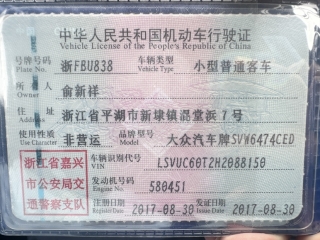 中华人民共和国机动车行驶证
Vehicle License of the People's Republic of China
号牌号码 浙FBU838 车辆类型 小型普通客车
Plate No. Vehicle Type
所有人 俞新祥
Owner
住址 浙江省平湖市新埭镇混堂浜7号
Address
使用性质 非营运 品牌型号 大众汽车牌SVW6474CED
Use Character Model
浙江省嘉兴市公安局交通警察支队
车辆识别代号 LSVUC60T2H2088150
VIN
发动机号码 580451
Engine No.
注册日期 2017-08-30 发证日期 2017-08-30
Register Date Issue Date